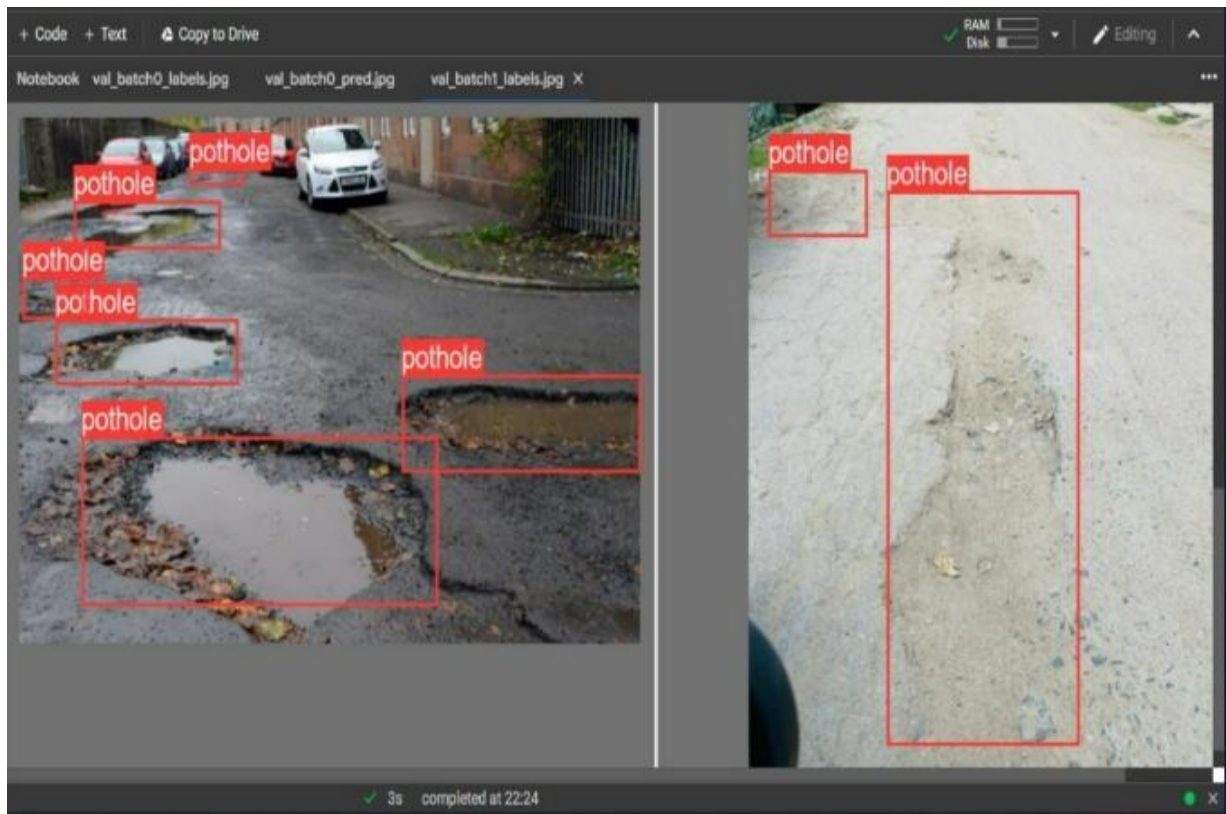 + Code + Text Copy to Drive
RAM
Disk
Editing
Notebook val_batch0_labels.jpg val_batch0_pred.jpg val_batch1_labels.jpg ×
pothole
pothole
pothole
pothole
pothole
pothole
pothole
pothole
3s completed at 22:24